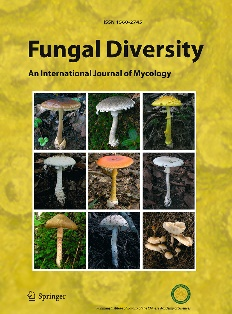 Fungal Diversity
An International Journal of Mycology
Springer